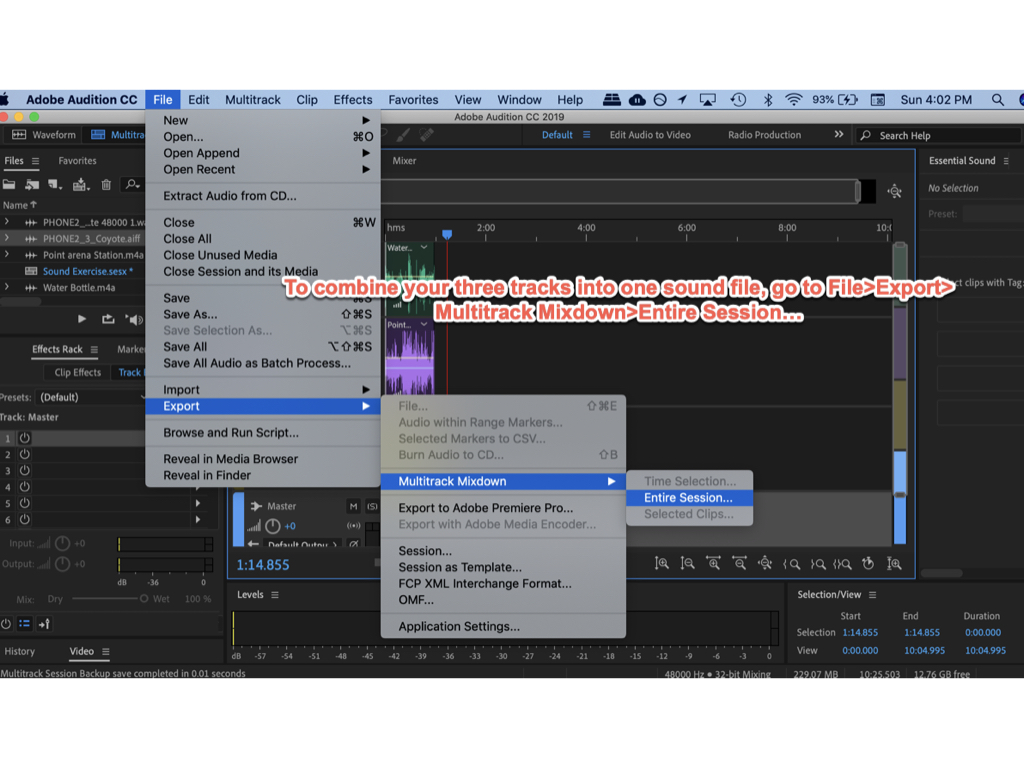 Adobe Audition CC File Edit Multitrack Clip Effects Favorites View Window Help 93% Sun 4:02 PM
Adobe Audition CC 2019
Waveform Multitra Default Edit Audio to Video Radio Production » Search Help
Files Favorites
Name
PHONE2_...te 48000 1.wa
PHONE2_3_Coyote.aiff
Point arena Station.m4a
Sound Exercise.sesx *
Water Bottle.m4a
Effects Rack Marke
Clip Effects Track
Presets: (Default)
Track: Master
1
2
3
4
5
6
Input: +0
Output: +0
dB -36 0
Mix: Dry Wet 100 %
History Video
New
Open... ⌘O
Open Append
Open Recent
Extract Audio from CD...
Close ⌘W
Close All
Close Unused Media
Close Session and its Media
Save ⌘S
Save As... ⇧⌘S
Save Selection As... ⌥⌘S
Save All ⌥⇧⌘S
Save All Audio as Batch Process...
Import
Export
Browse and Run Script...
Reveal in Media Browser
Reveal in Finder
File... ⇧⌘E
Audio within Range Markers...
Selected Markers to CSV...
Burn Audio to CD... ⇧B
Multitrack Mixdown
Export to Adobe Premiere Pro...
Export with Adobe Media Encoder...
Session...
Session as Template...
FCP XML Interchange Format...
OMF...
Application Settings...
Time Selection...
Entire Session...
Selected Clips...
Mixer
hms 2:00 4:00 6:00 8:00 10:
Water...
Point...
To combine your three tracks into one sound file, go to File>Export>
Multitrack Mixdown>Entire Session...
Master M (S)
+0
Default Output
1:14.855
Levels
dB -57 -54 -51 -48 -45 -42 -39 -36 -33 -30 -27 -24 -21 -18 -15 -12 -9 -6 -3 0
Essential Sound
No Selection
Preset:
ct clips with Tag
Selection/View
Start End Duration
Selection 1:14.855 1:14.855 0:00.000
View 0:00.000 10:04.995 10:04.995
Multitrack Session Backup save completed in 0.01 seconds 48000 Hz • 32-bit Mixing 229.07 MB 10:25.503 12.76 GB free